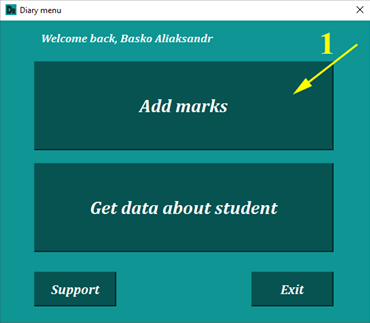 Diary menu
Welcome back, Basko Aliaksandr
1
Add marks
Get data about student
Support
Exit